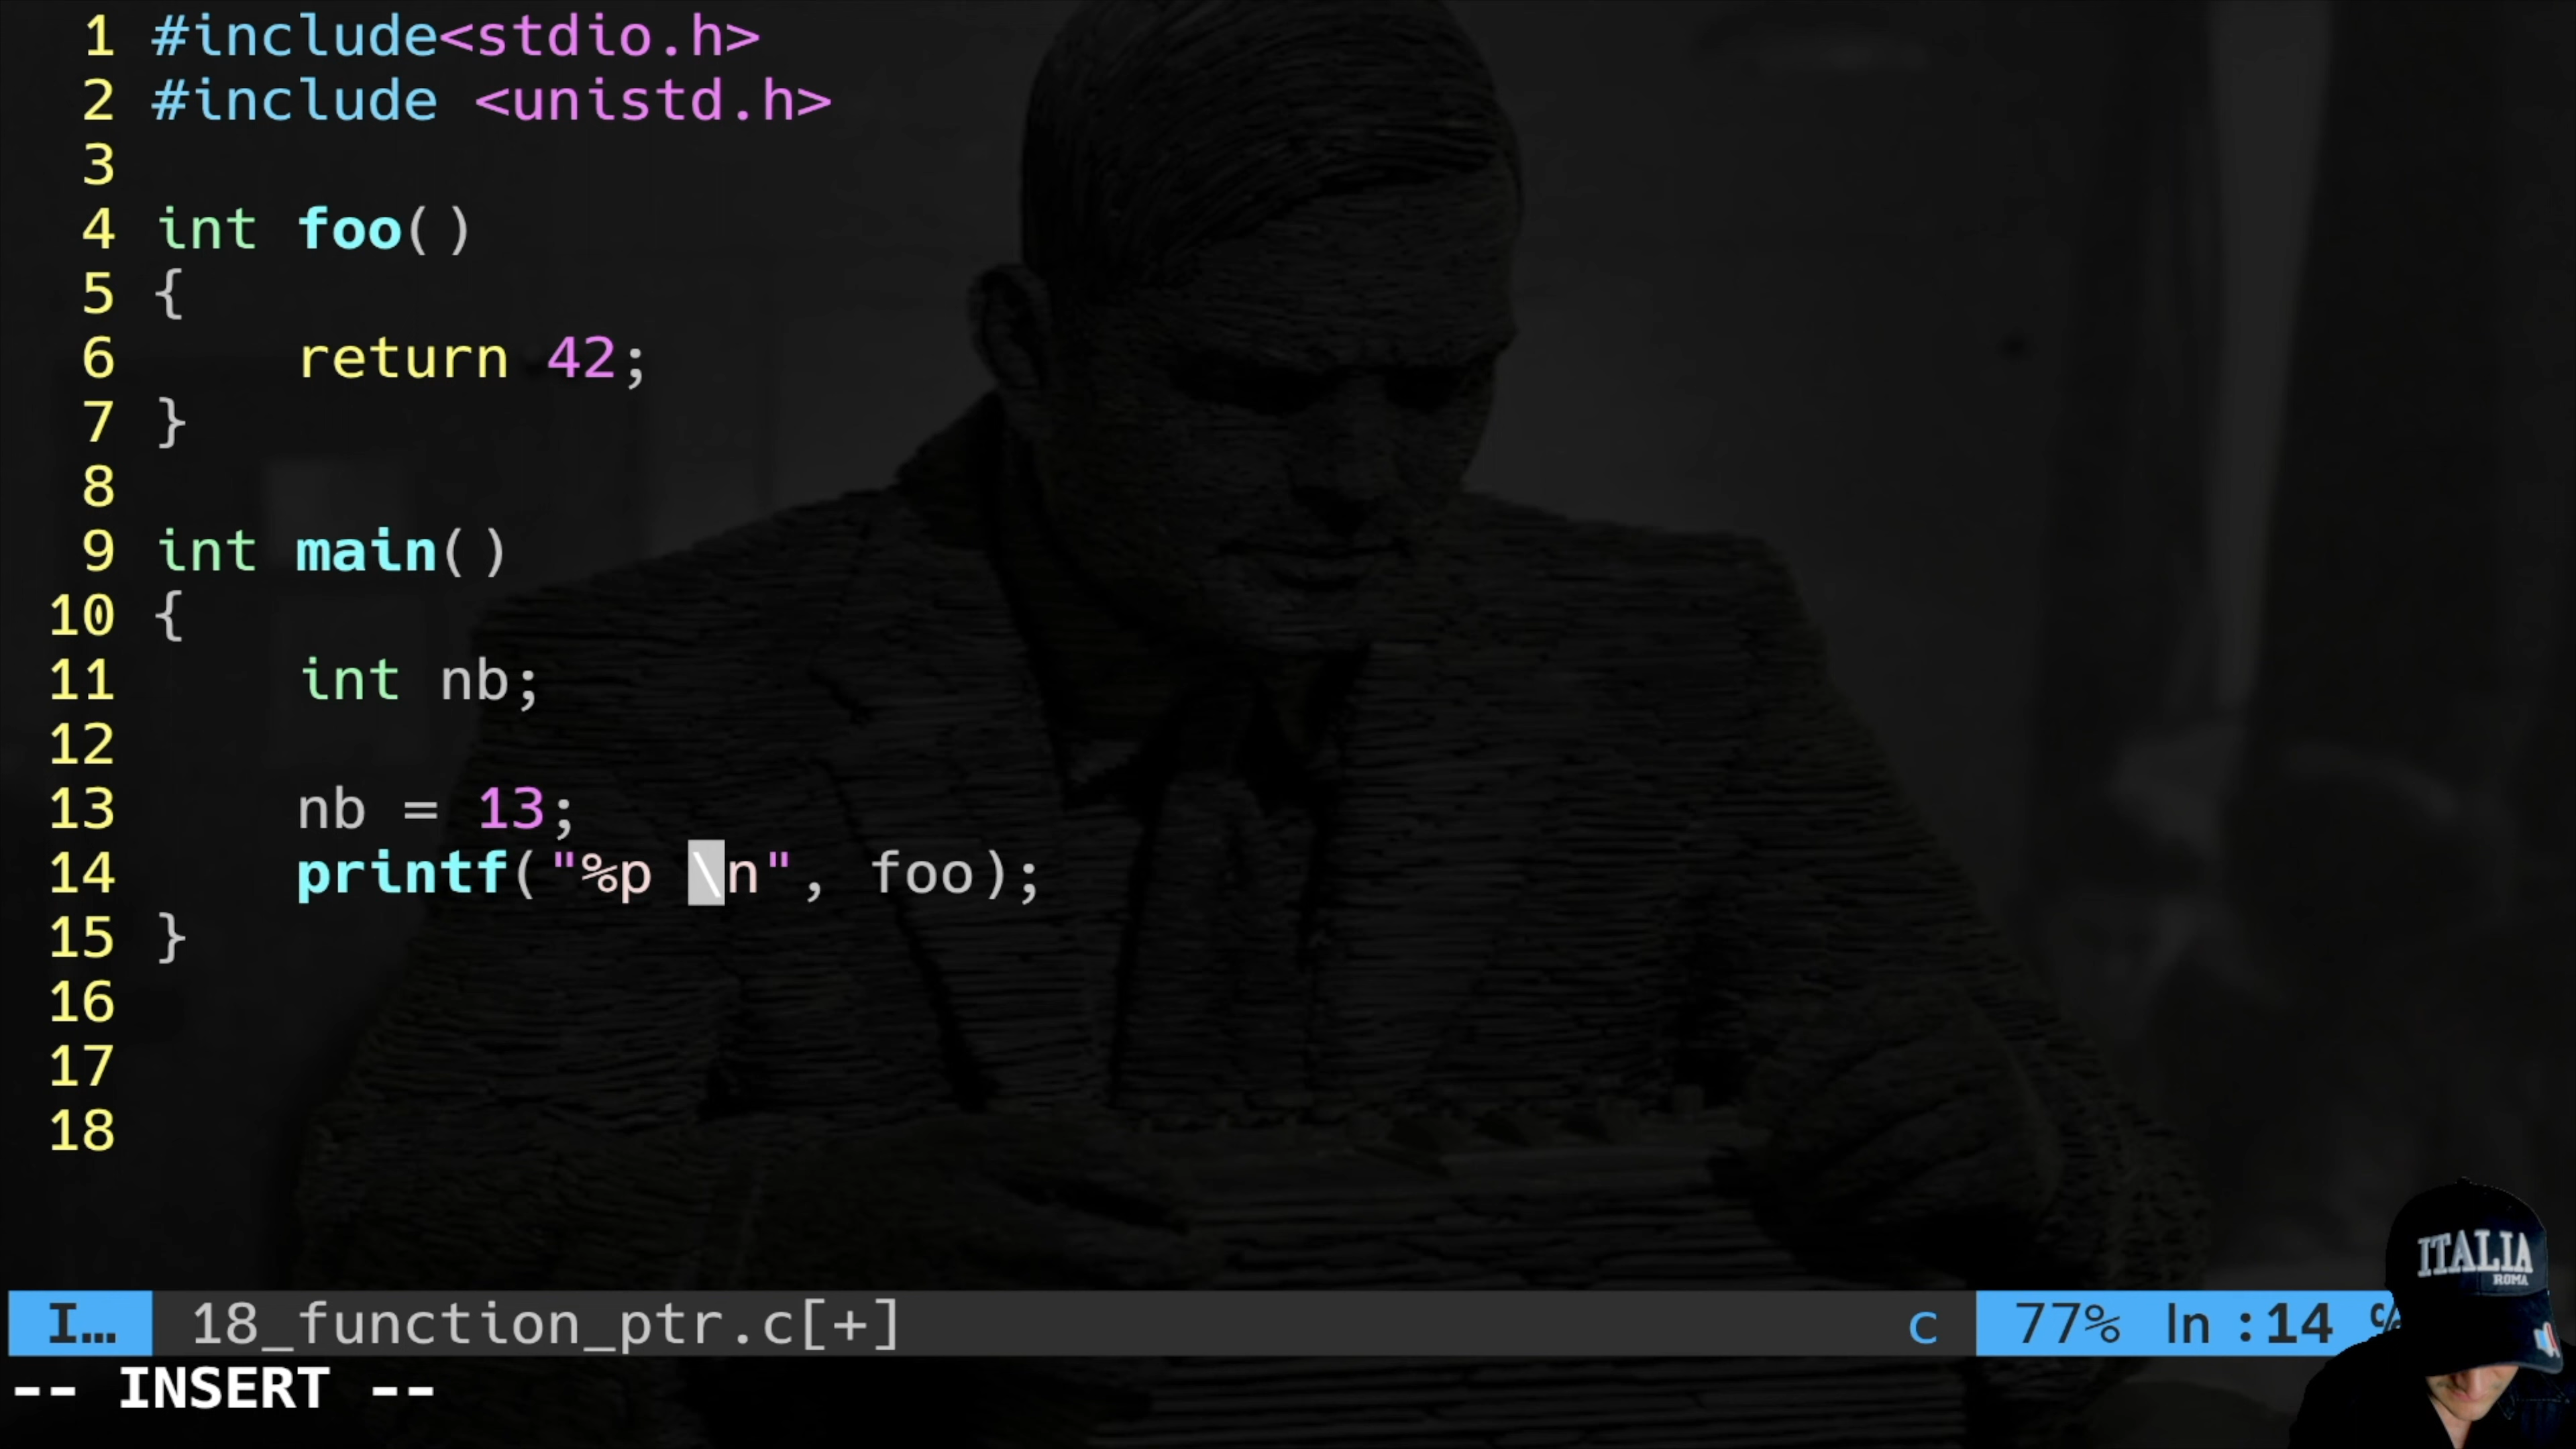 1 #include<stdio.h>
2 #include <unistd.h>
3
4 int foo()
5 {
6     return 42;
7 }
8
9 int main()
10 {
11     int nb;
12
13     nb = 13;
14     printf("%p \n", foo);
15 }
16
17
18
I… 18_function_ptr.c[+] c 77% ln :14 %
-- INSERT --
ITALIA
ROMA